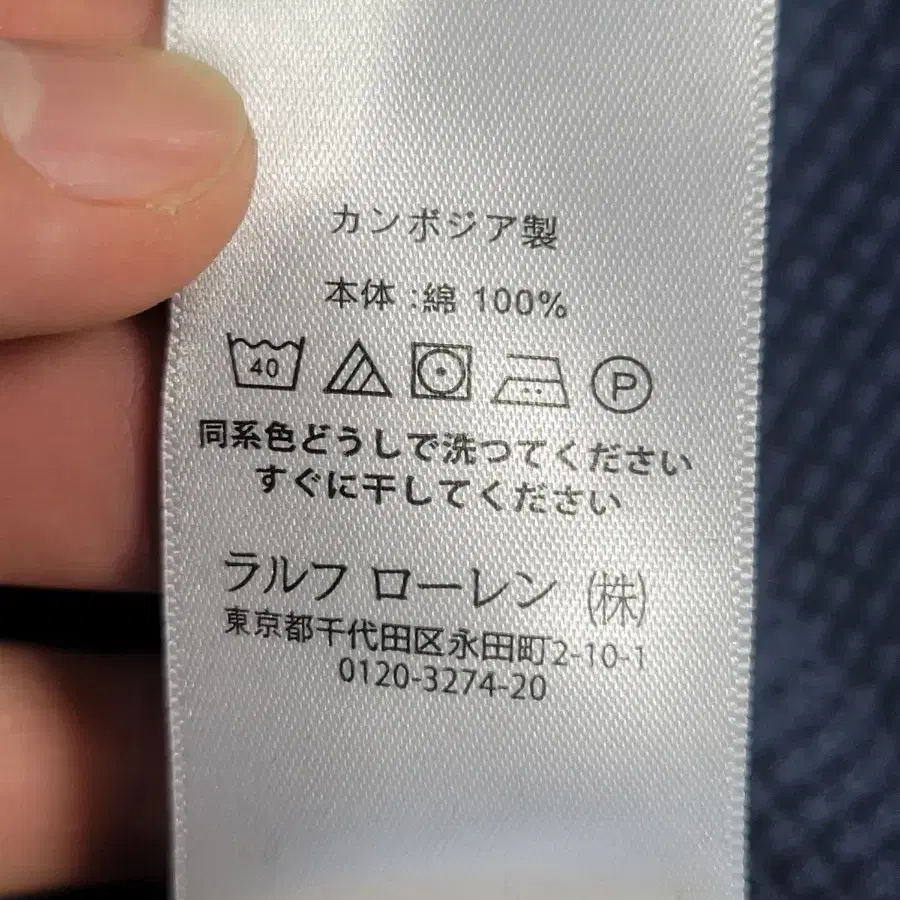 カンボジア製
本体 :綿 100%
40
P
同系色どうしで洗つてください
すぐに干してください
ラルフ ローレン (株)
東京都千代田区永田町2-10-1
0120-3274-20